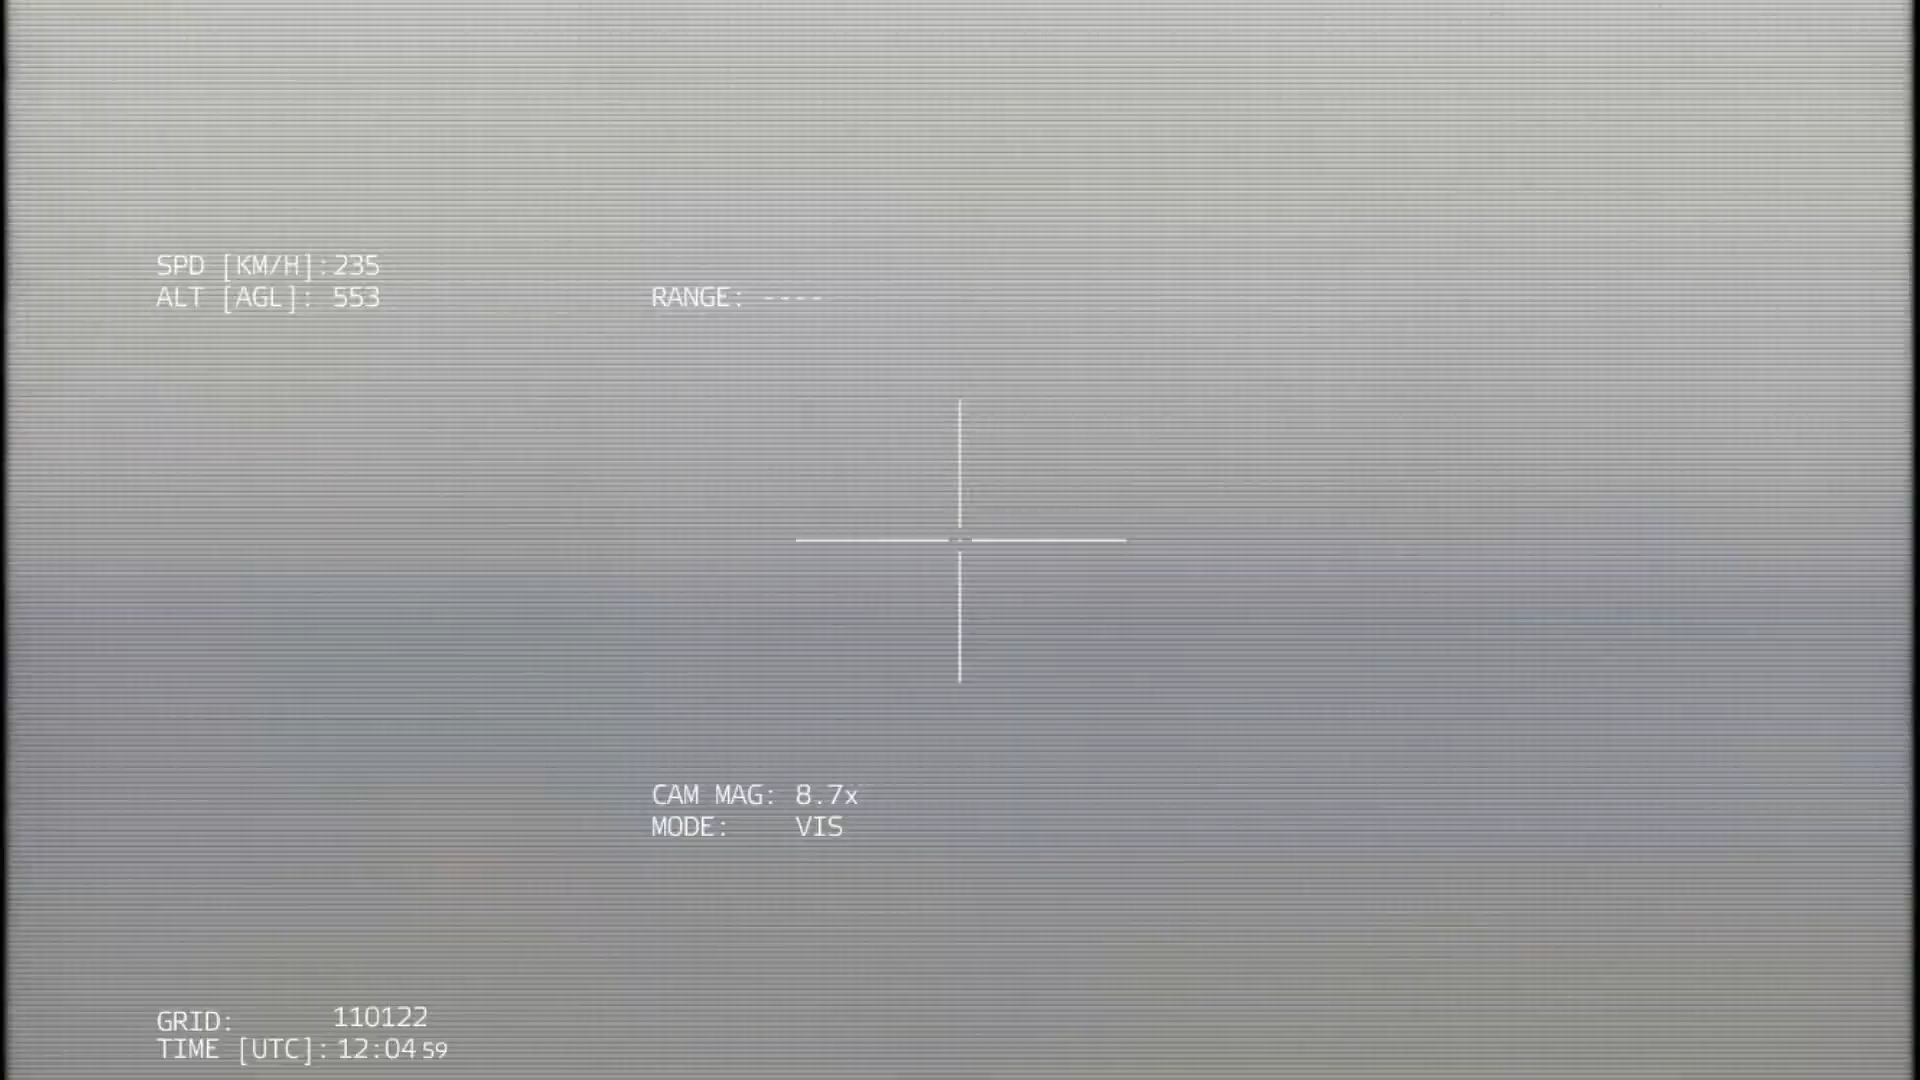 SPD [KM/H]:235
ALT [AGL]: 553
RANGE: ----
CAM MAG: 8.7x
MODE: VIS
GRID: 110122
TIME [UTC]: 12:04 59